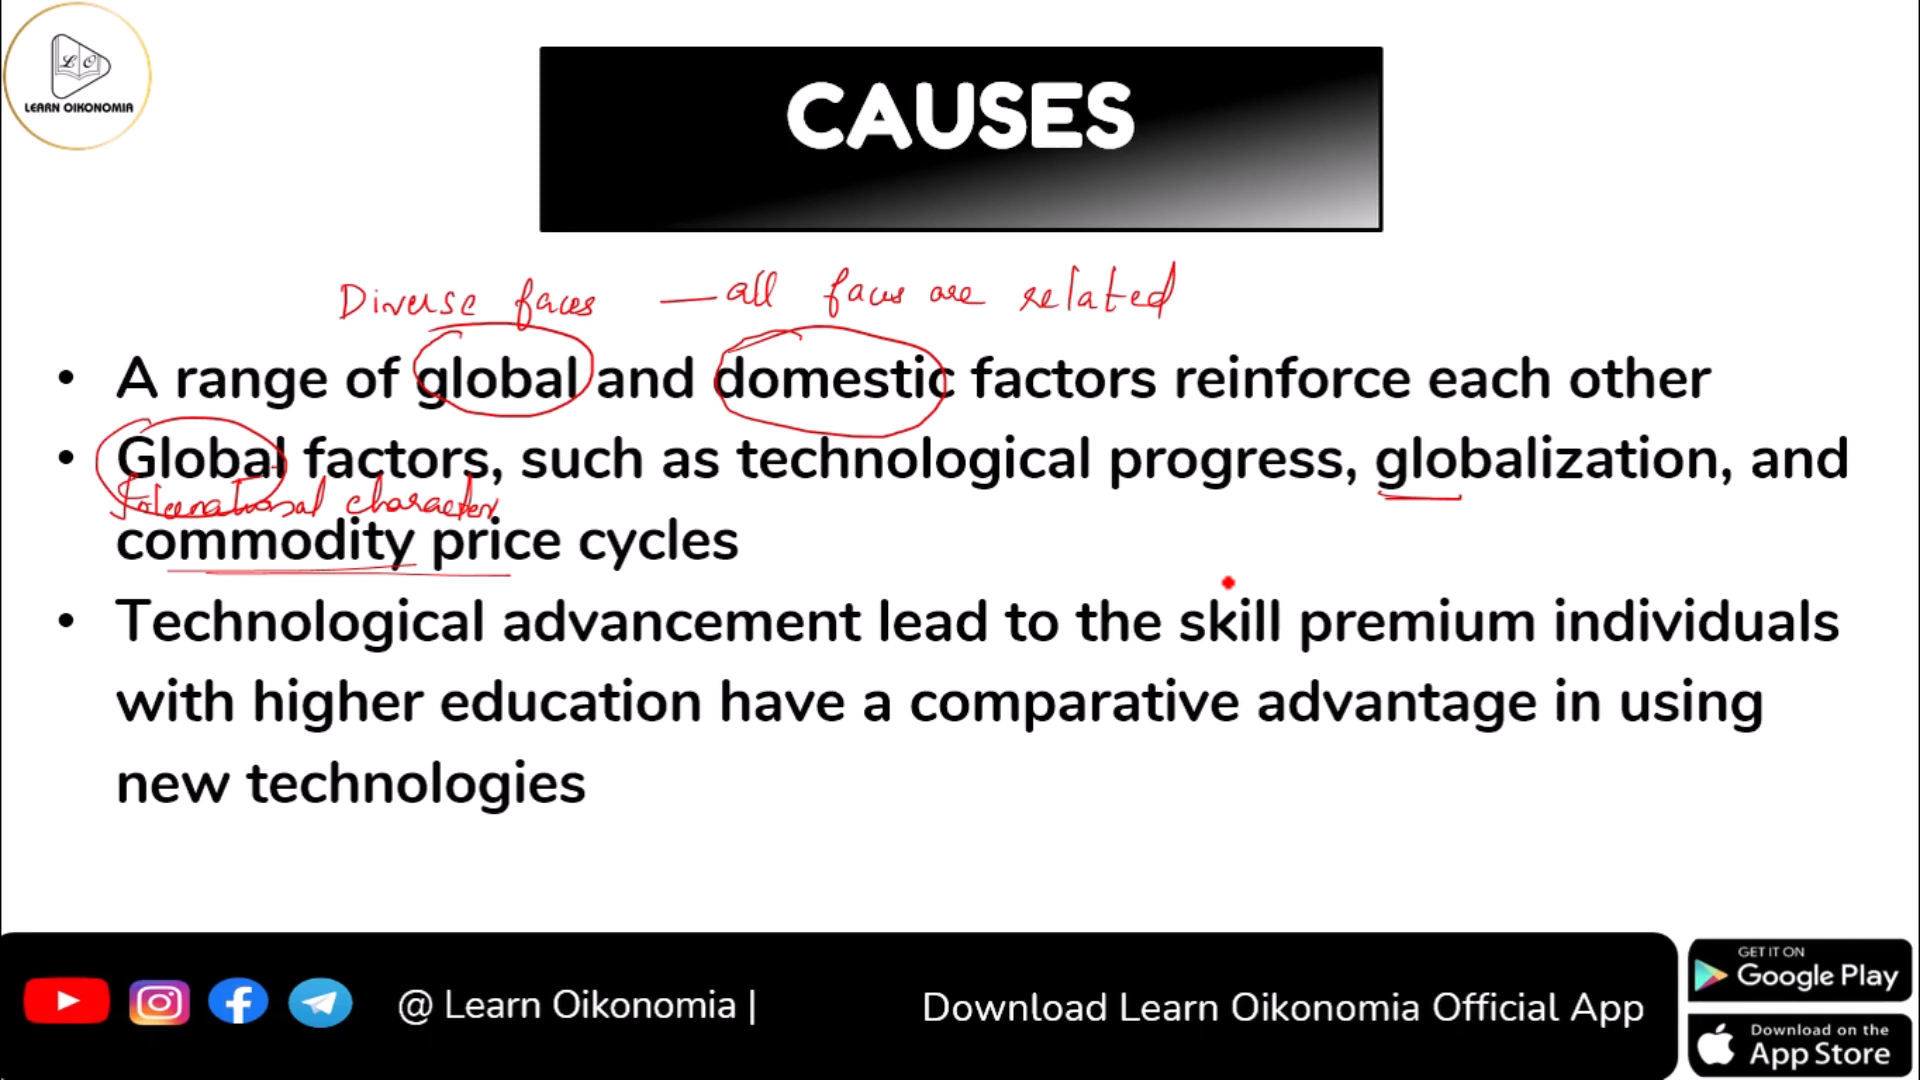 LO
LEARN OIKONOMIA
CAUSES
Diverse faces — all faces are related
• A range of global and domestic factors reinforce each other
• Global factors, such as technological progress, globalization, and
International character
commodity price cycles
• Technological advancement lead to the skill premium individuals
with higher education have a comparative advantage in using
new technologies
@ Learn Oikonomia |
Download Learn Oikonomia Official App
GET IT ON
Google Play
Download on the
App Store